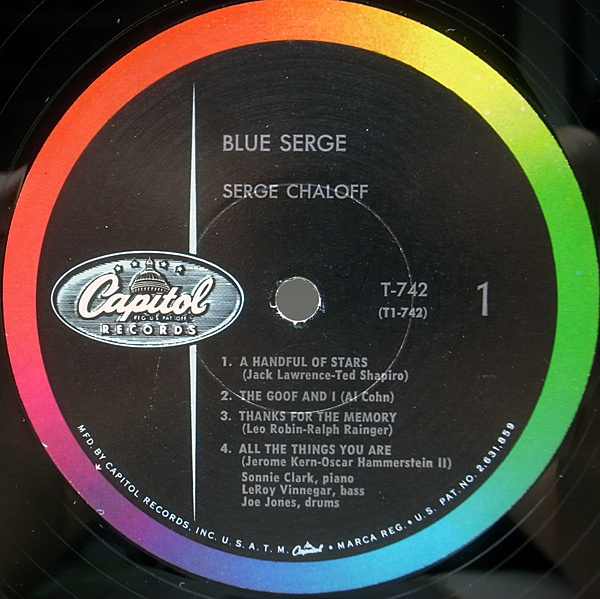 BLUE SERGE
SERGE CHALOFF
Capitol
REG. U.S. PAT. OFF.
RECORDS
T-742
(T1-742)
1
1. A HANDFUL OF STARS
(Jack Lawrence-Ted Shapiro)
2. THE GOOF AND I (Al Cohn)
3. THANKS FOR THE MEMORY
(Leo Robin-Ralph Rainger)
4. ALL THE THINGS YOU ARE
(Jerome Kern-Oscar Hammerstein II)
Sonnie Clark, piano
LeRoy Vinnegar, bass
Joe Jones, drums
MFD. BY CAPITOL RECORDS, INC. U.S.A. T.M. Capitol • MARCA REG. • U.S. PAT. NO. 2,631,859